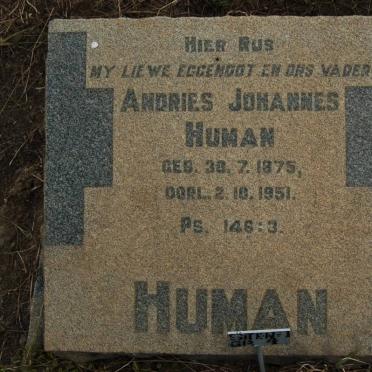 HIER RUS
MY LIEWE EGGENOOT EN ONS VADER
ANDRIES JOHANNES
HUMAN
GEB. 30.7.1875,
OORL. 2.10.1951.
PS. 146:3.
HUMAN